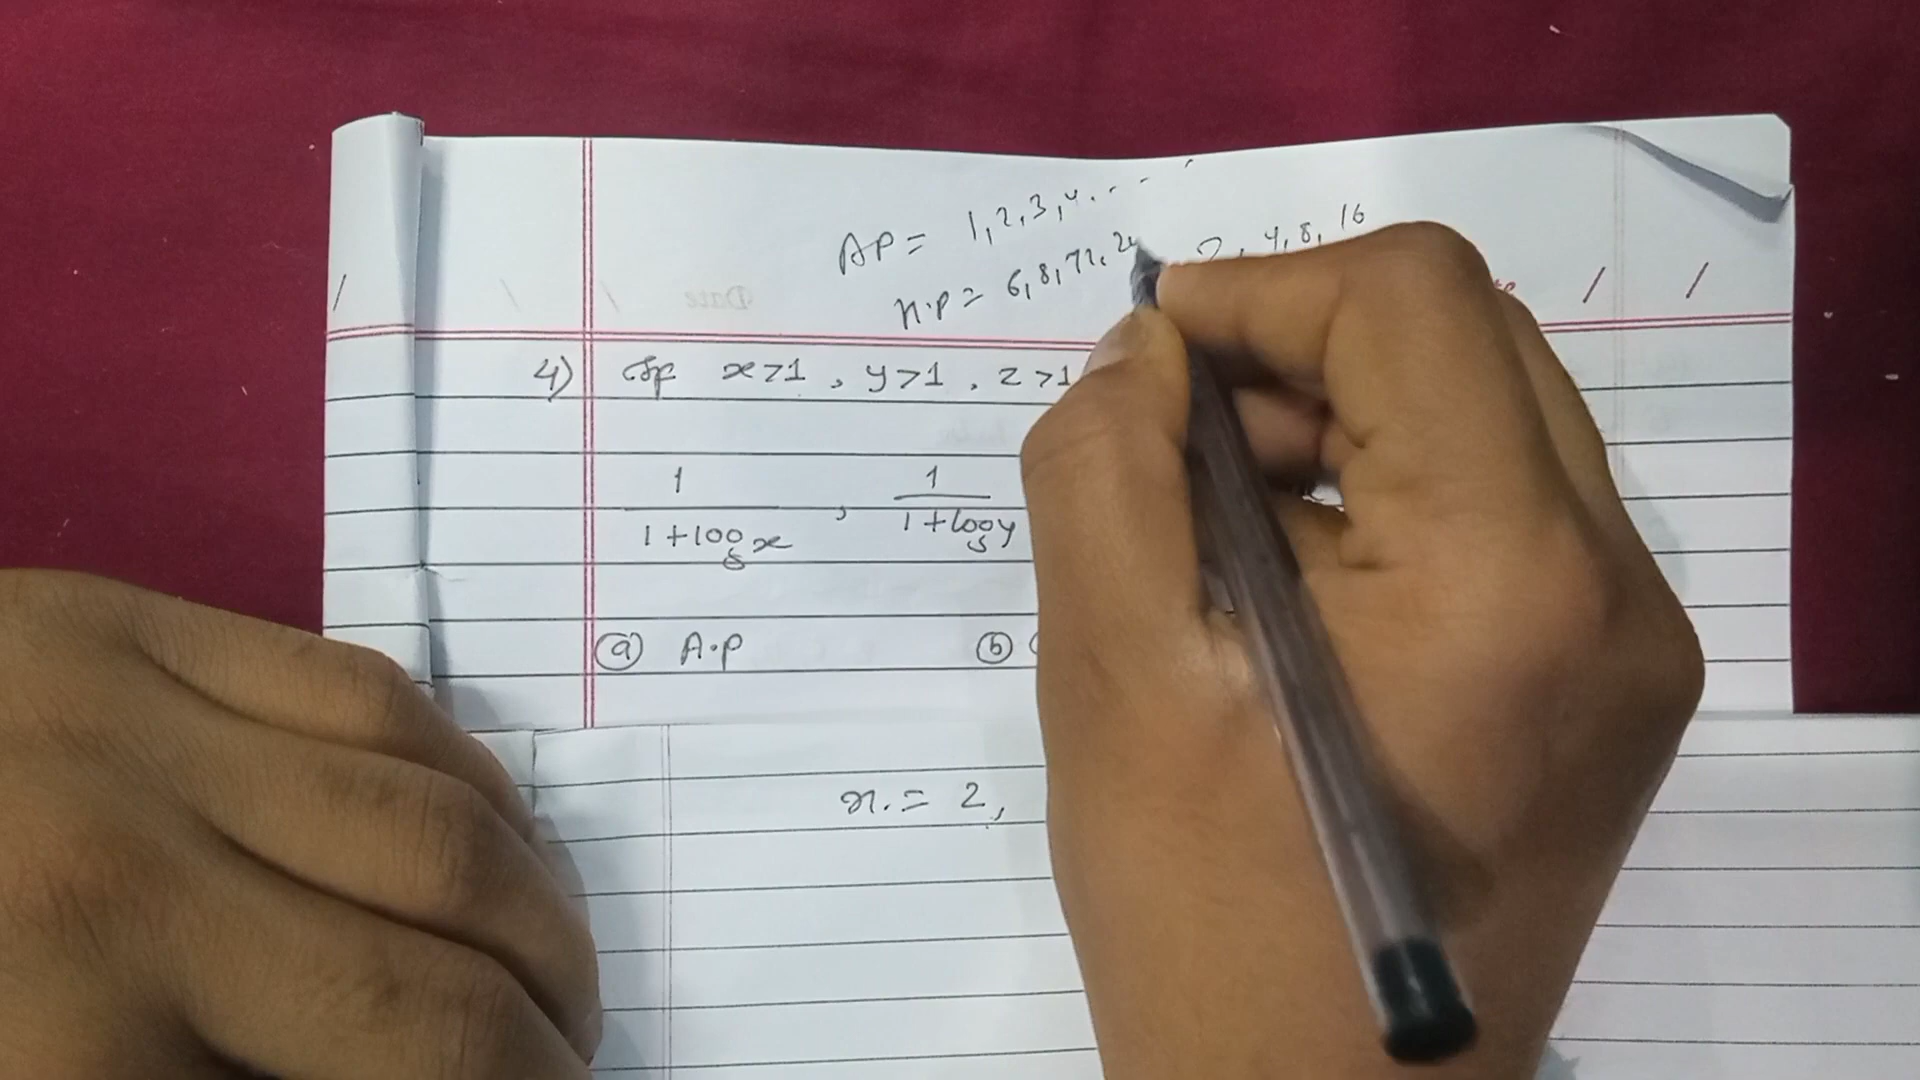 AP = 1, 2, 3, 4, . - - -
H.P = 6, 8, 12, 24 2, 4, 8, 16
/ Date / / / /
4) If x>1, y>1, z>1
1 , 1
1+log x 1+log y
(a) A.P (b)
x. = 2,